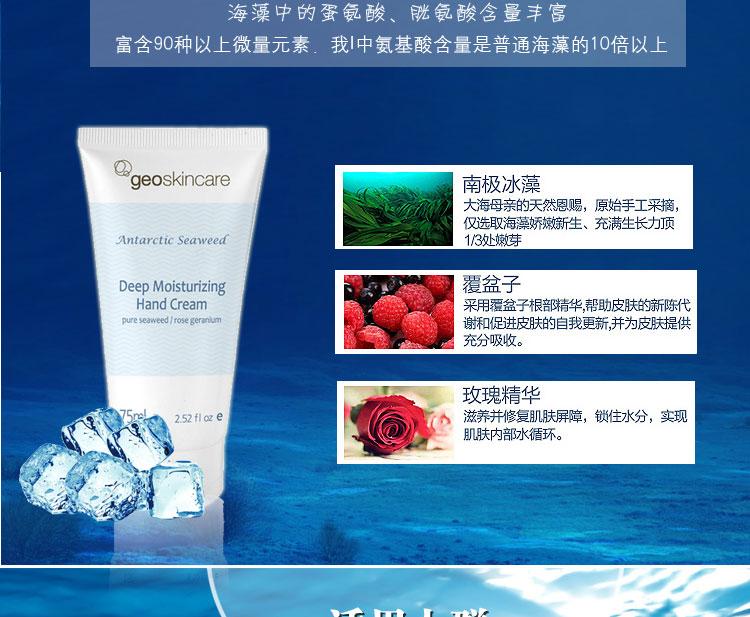 海藻中的蛋氨酸、胱氨酸含量丰富
富含90种以上微量元素．我I中氨基酸含量是普通海藻的10倍以上
geoskincare
Antarctic Seaweed
Deep Moisturizing
Hand Cream
pure seaweed / rose geranium
75ml 2.52 fl oz e
南极冰藻
大海母亲的天然恩赐，原始手工采摘，
仅选取海藻娇嫩新生、充满生长力顶
1/3处嫩芽
覆盆子
采用覆盆子根部精华,帮助皮肤的新陈代
谢和促进皮肤的自我更新,并为皮肤提供
充分吸收。
玫瑰精华
滋养并修复肌肤屏障，锁住水分，实现
肌肤内部水循环。